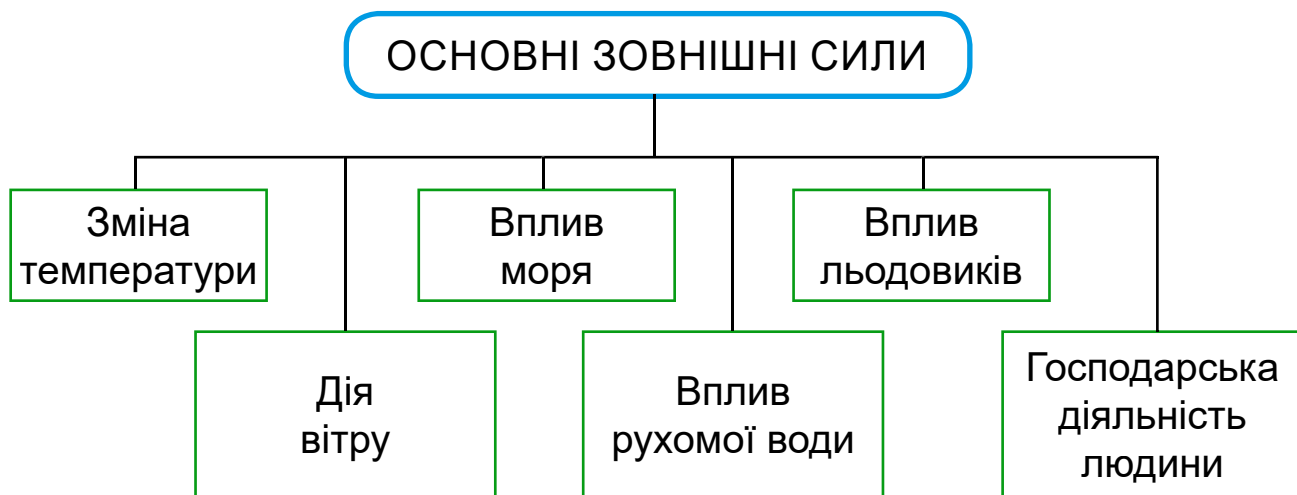 ОСНОВНІ ЗОВНІШНІ СИЛИ
Зміна
температури
Вплив
моря
Вплив
льодовиків
Дія
вітру
Вплив
рухомої води
Господарська
діяльність
людини